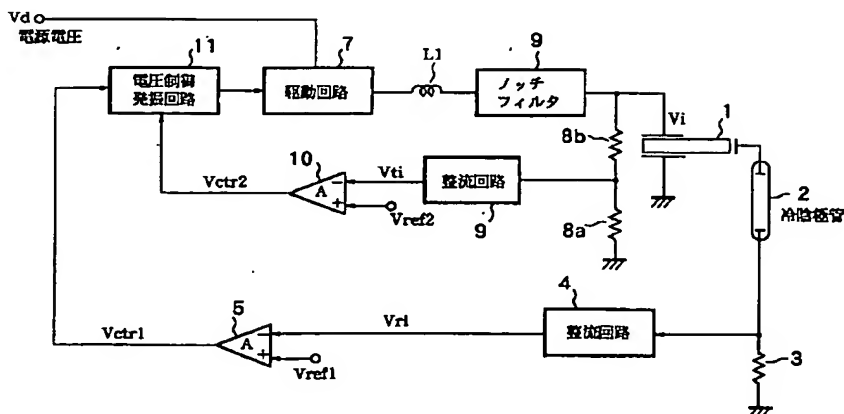 Vd
電源電圧
11
電圧制御
発振回路
7
駆動回路
L1
9
ノッチ
フィルタ
8b
Vi
1
10
A
Vctr2
Vti
整流回路
9
Vref2
8a
2
冷陰極管
5
A
Vctr1
Vri
4
整流回路
Vref1
3